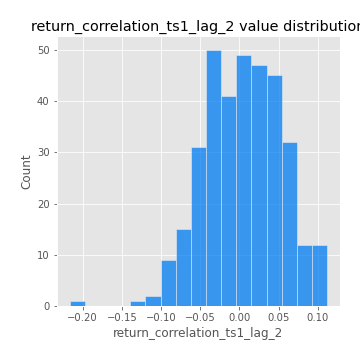 return_correlation_ts1_lag_2 value distribution
50
40
30
20
10
0
Count
−0.20 −0.15 −0.10 −0.05 0.00 0.05 0.10
return_correlation_ts1_lag_2